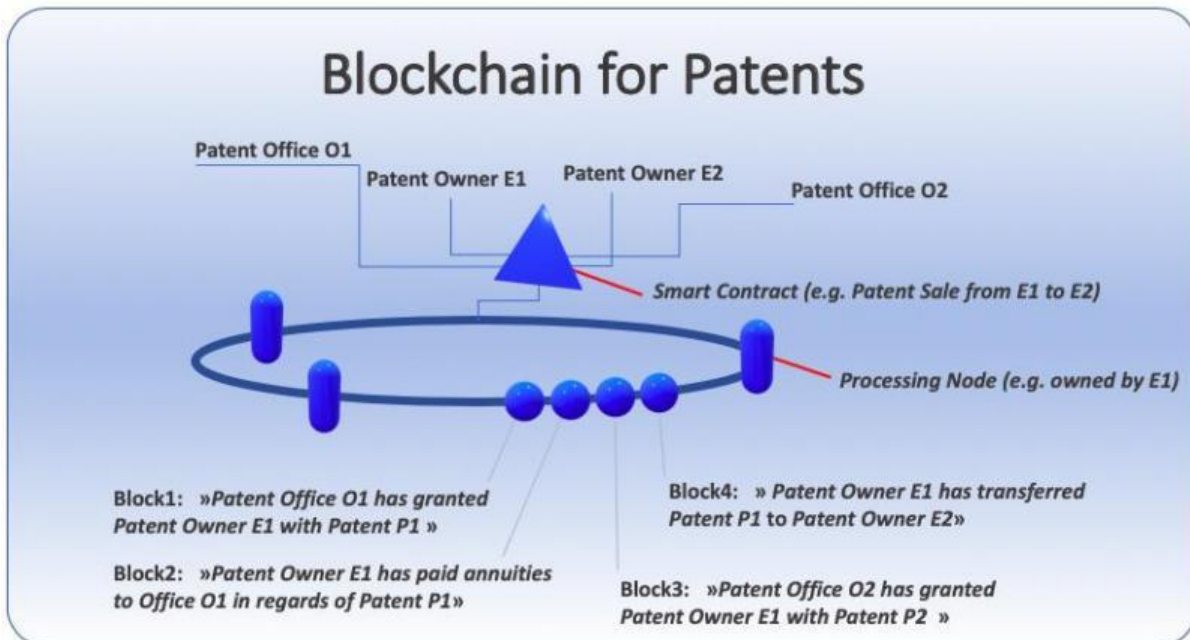 Blockchain for Patents
Patent Office O1
Patent Owner E1
Patent Owner E2
Patent Office O2
Smart Contract (e.g. Patent Sale from E1 to E2)
Processing Node (e.g. owned by E1)
Block1: »Patent Office O1 has granted
Patent Owner E1 with Patent P1 »
Block2: »Patent Owner E1 has paid annuities
to Office O1 in regards of Patent P1»
Block4: » Patent Owner E1 has transferred
Patent P1 to Patent Owner E2»
Block3: »Patent Office O2 has granted
Patent Owner E1 with Patent P2 »